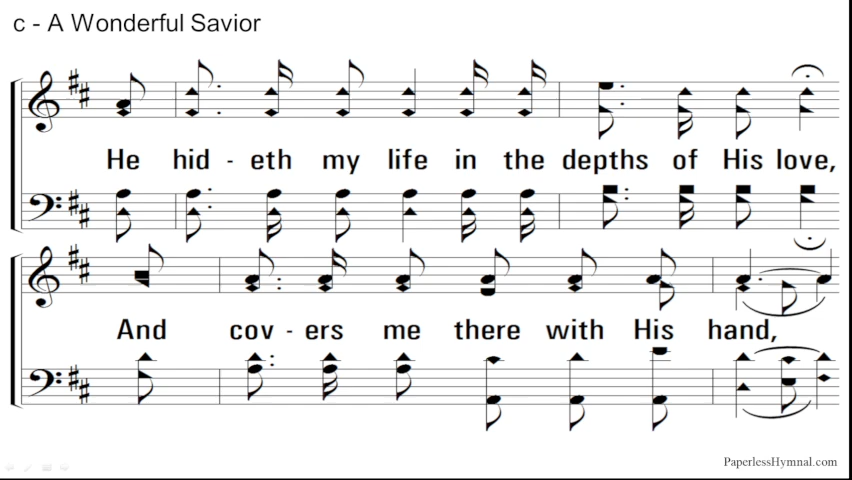 c - A Wonderful Savior
He hid - eth my life in the depths of His love,
And cov - ers me there with His hand,
PaperlessHymnal.com